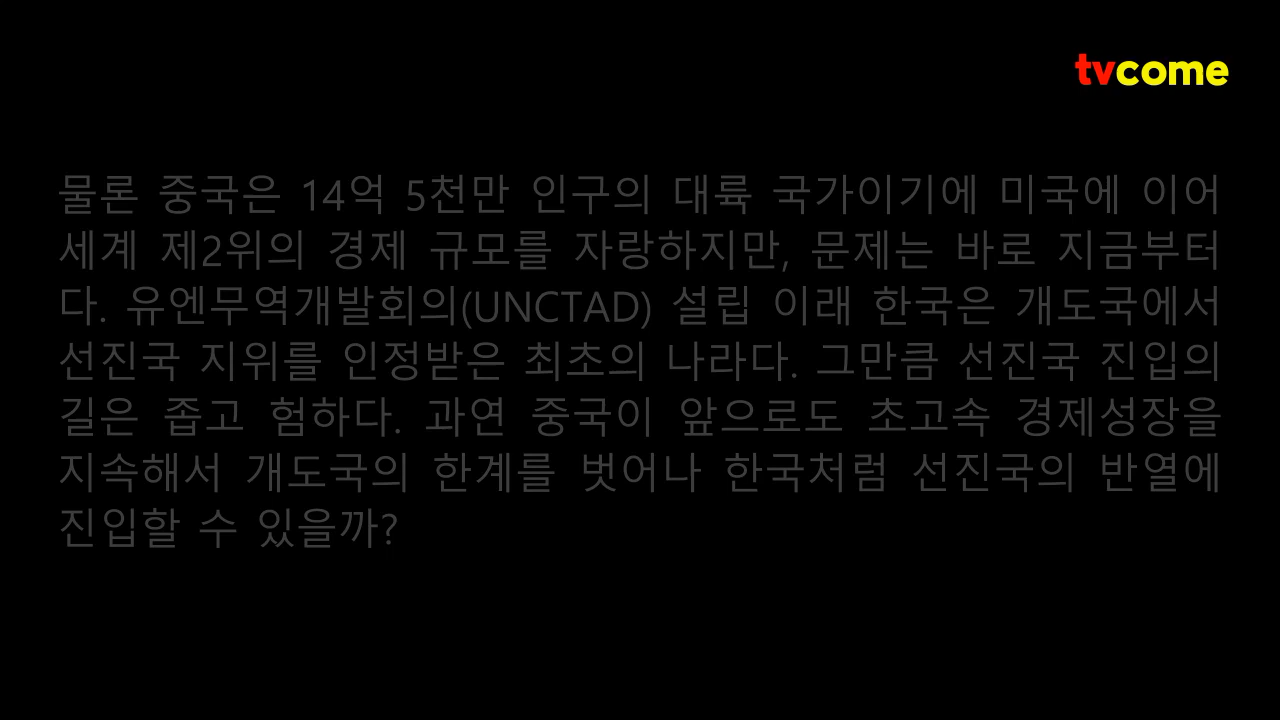 tvcome
물론 중국은 14억 5천만 인구의 대륙 국가이기에 미국에 이어
세계 제2위의 경제 규모를 자랑하지만, 문제는 바로 지금부터
다. 유엔무역개발회의(UNCTAD) 설립 이래 한국은 개도국에서
선진국 지위를 인정받은 최초의 나라다. 그만큼 선진국 진입의
길은 좁고 험하다. 과연 중국이 앞으로도 초고속 경제성장을
지속해서 개도국의 한계를 벗어나 한국처럼 선진국의 반열에
진입할 수 있을까?